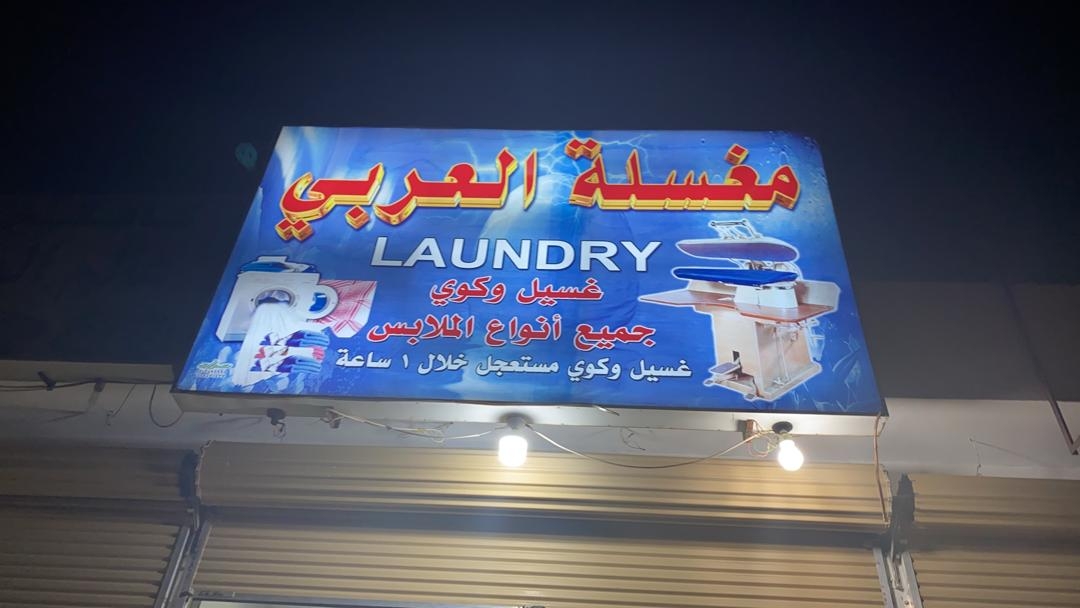 مغسلة العربي
LAUNDRY
غسيل وكوي
جميع أنواع الملابس
غسيل وكوي مستعجل خلال ١ ساعة